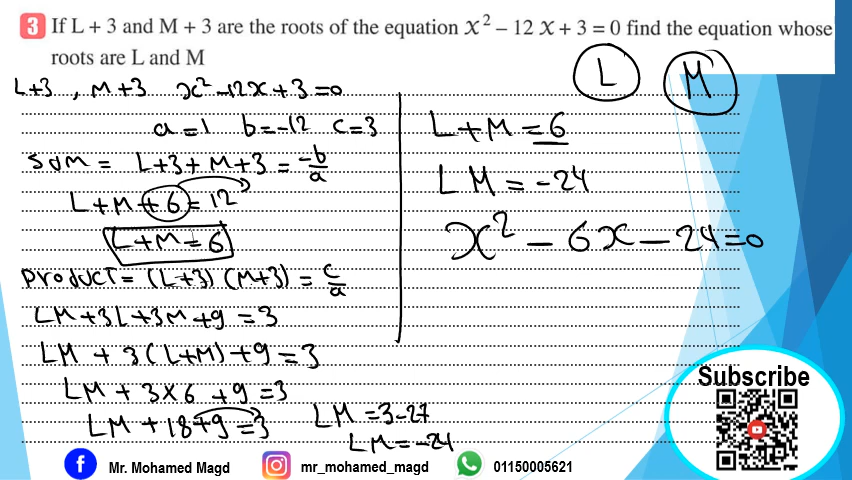 3 If L + 3 and M + 3 are the roots of the equation x² – 12 x + 3 = 0 find the equation whose
roots are L and M
L M
L+3 , M+3 x² -12x + 3 = 0
a = 1 b = -12 c = 3
sum = L+3 + M+3 = -b/a
L+M + 6 = 12
L+M = 6
Product = (L+3) (M+3) = c/a
LM + 3L + 3M + 9 = 3
LM + 3(L+M) + 9 = 3
LM + 3 × 6 + 9 = 3
LM + 18 + 9 = 3
LM = 3 - 27
LM = -24
L+M = 6
LM = -24
x² - 6x - 24 = 0
Subscribe
Mr. Mohamed Magd
mr_mohamed_magd
01150005621